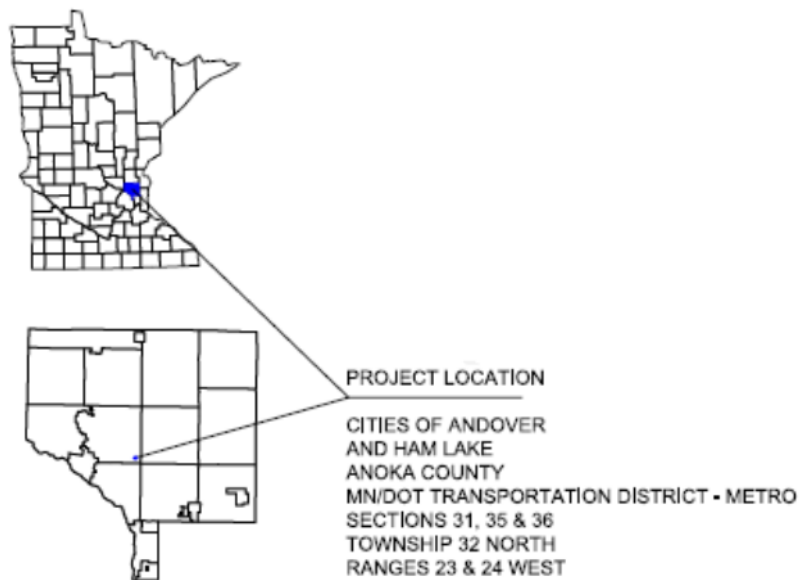 PROJECT LOCATION
CITIES OF ANDOVER
AND HAM LAKE
ANOKA COUNTY
MN/DOT TRANSPORTATION DISTRICT - METRO
SECTIONS 31, 35 & 36
TOWNSHIP 32 NORTH
RANGES 23 & 24 WEST